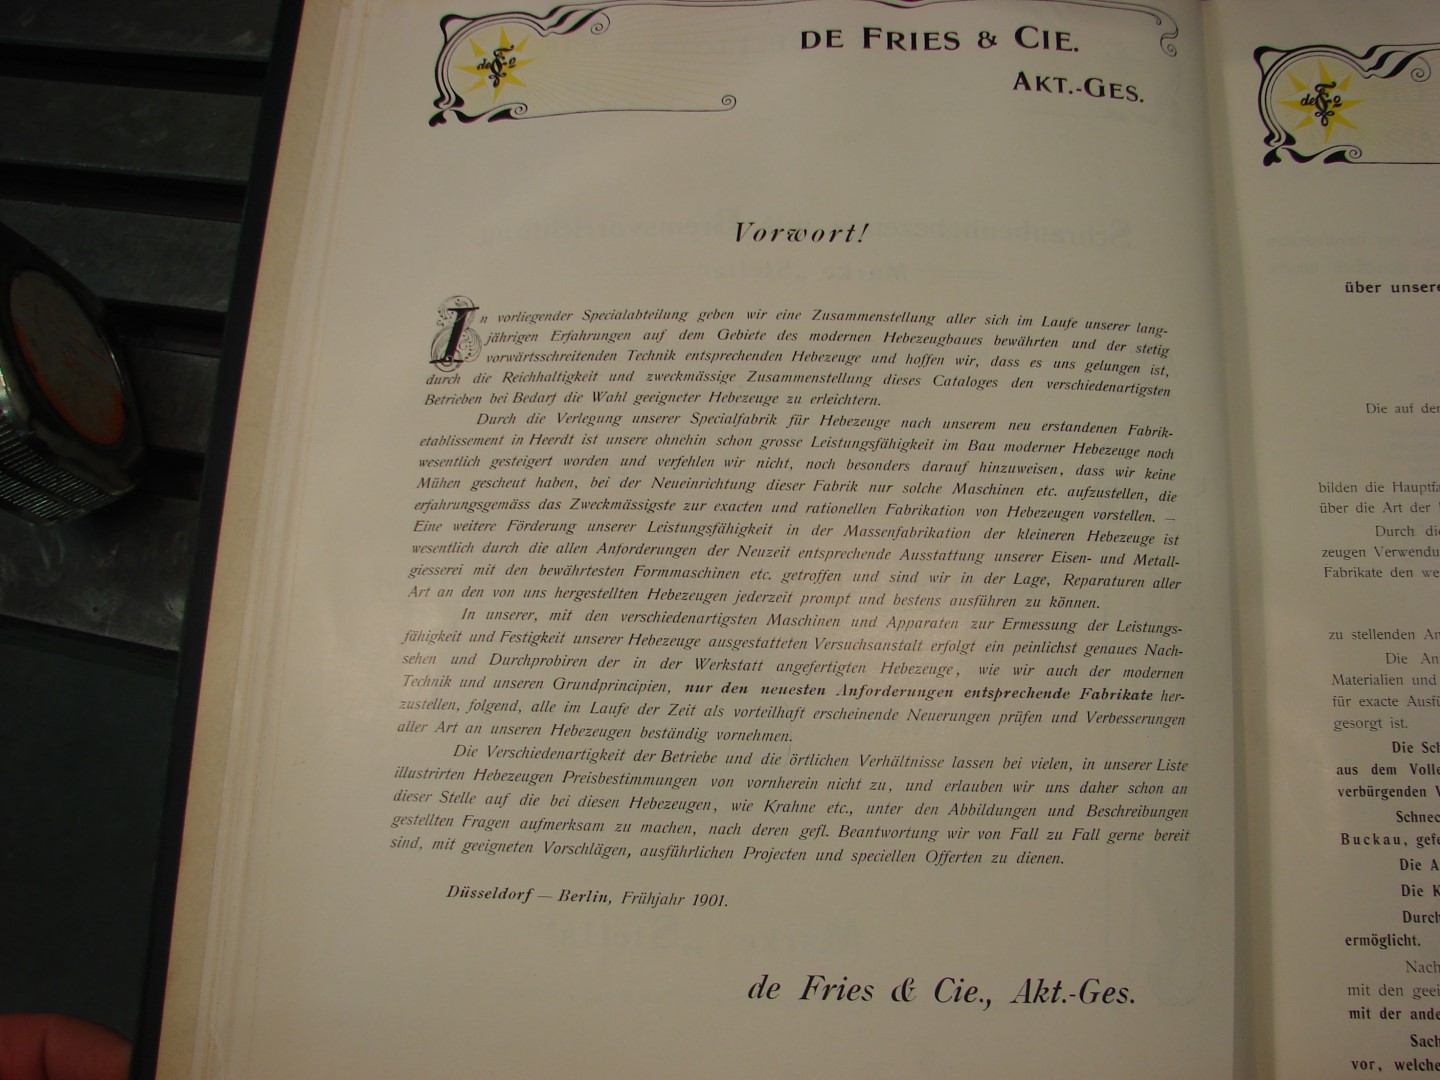 DE FRIES & CIE.
AKT.-GES.
Vorwort!
In vorliegender Specialabteilung geben wir eine Zusammenstellung aller sich im Laufe unserer lang-
jährigen Erfahrungen auf dem Gebiete des modernen Hebezeugbaues bewährten und der stetig
vorwärtsschreitenden Technik entsprechenden Hebezeuge und hoffen wir, dass es uns gelungen ist,
durch die Reichhaltigkeit und zweckmässige Zusammenstellung dieses Cataloges den verschiedenartigsten
Betrieben bei Bedarf die Wahl geeigneter Hebezeuge zu erleichtern.
Durch die Verlegung unserer Specialfabrik für Hebezeuge nach unserem neu erstandenen Fabrik-
etablissement in Heerdt ist unsere ohnehin schon grosse Leistungsfähigkeit im Bau moderner Hebezeuge noch
wesentlich gesteigert worden und verfehlen wir nicht, noch besonders darauf hinzuweisen, dass wir keine
Mühen gescheut haben, bei der Neueinrichtung dieser Fabrik nur solche Maschinen etc. aufzustellen, die
erfahrungsgemäss das Zweckmässigste zur exacten und rationellen Fabrikation von Hebezeugen vorstellen. —
Eine weitere Förderung unserer Leistungsfähigkeit in der Massenfabrikation der kleineren Hebezeuge ist
wesentlich durch die allen Anforderungen der Neuzeit entsprechende Ausstattung unserer Eisen- und Metall-
giesserei mit den bewährtesten Formmaschinen etc. getroffen und sind wir in der Lage, Reparaturen aller
Art an den von uns hergestellten Hebezeugen jederzeit prompt und bestens ausführen zu können.
In unserer, mit den verschiedenartigsten Maschinen und Apparaten zur Ermessung der Leistungs-
fähigkeit und Festigkeit unserer Hebezeuge ausgestatteten Versuchsanstalt erfolgt ein peinlichst genaues Nach-
sehen und Durchprobiren der in der Werkstatt angefertigten Hebezeuge, wie wir auch der modernen
Technik und unseren Grundprincipien, nur den neuesten Anforderungen entsprechende Fabrikate her-
zustellen, folgend, alle im Laufe der Zeit als vorteilhaft erscheinende Neuerungen prüfen und Verbesserungen
aller Art an unseren Hebezeugen beständig vornehmen.
Die Verschiedenartigkeit der Betriebe und die örtlichen Verhältnisse lassen bei vielen, in unserer Liste
illustrirten Hebezeugen Preisbestimmungen von vornherein nicht zu, und erlauben wir uns daher schon an
dieser Stelle auf die bei diesen Hebezeugen, wie Krahne etc., unter den Abbildungen und Beschreibungen
gestellten Fragen aufmerksam zu machen, nach deren gefl. Beantwortung wir von Fall zu Fall gerne bereit
sind, mit geeigneten Vorschlägen, ausführlichen Projecten und speciellen Offerten zu dienen.
Düsseldorf — Berlin, Frühjahr 1901.
de Fries & Cie., Akt.-Ges.
über unsere
Die auf der
bilden die
über die Art der
Durch die
zeugen
Fabrikate den
zu stellenden
Die
Materialien und
für exacte
gesorgt ist.
Die
aus dem
verbürgenden
Buckau,
Die
Die
Durch
ermöglicht.
Nach
mit den
mit der
vor, welche